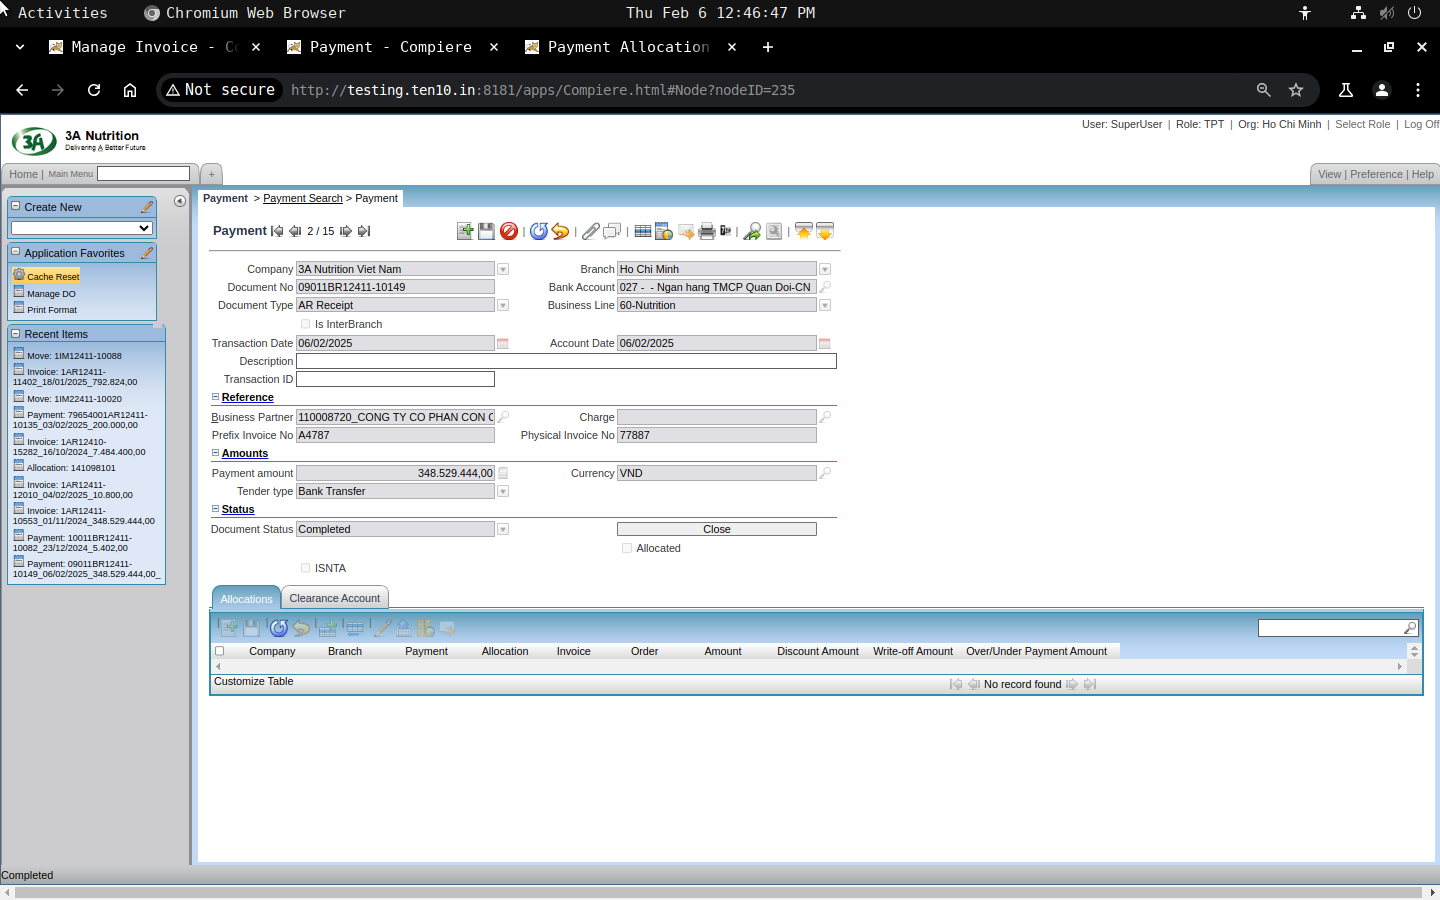 Activities
Chromium Web Browser
Thu Feb 6 12:46:47 PM
Manage Invoice - Co
Payment - Compiere
Payment Allocation
Not secure
http://testing.ten10.in:8181/apps/Compiere.html#Node?nodeID=235
User: SuperUser | Role: TPT | Org: Ho Chi Minh | Select Role | Log Off
3A
3A Nutrition
Delivering A Better Future
Home | Main Menu
+
View | Preference | Help
Create New
Application Favorites
Cache Reset
Manage DO
Print Format
Recent Items
Move: 1IM12411-10088
Invoice: 1AR12411-
11402_18/01/2025_792.824,00
Move: 1IM22411-10020
Payment: 79654001AR12411-
10135_03/02/2025_200.000,00
Invoice: 1AR12410-
15282_16/10/2024_7.484.400,00
Allocation: 141098101
Invoice: 1AR12411-
12010_04/02/2025_10.800,00
Invoice: 1AR12411-
10553_01/11/2024_348.529.444,00
Payment: 10011BR12411-
10082_23/12/2024_5.402,00
Payment: 09011BR12411-
10149_06/02/2025_348.529.444,00_
Payment > Payment Search > Payment
Payment 2 / 15
Company 3A Nutrition Viet Nam Branch Ho Chi Minh
Document No 09011BR12411-10149 Bank Account 027 - - Ngan hang TMCP Quan Doi-CN
Document Type AR Receipt Business Line 60-Nutrition
Is InterBranch
Transaction Date 06/02/2025 Account Date 06/02/2025
Description
Transaction ID
Reference
Business Partner 110008720_CONG TY CO PHAN CON C Charge
Prefix Invoice No A4787 Physical Invoice No 77887
Amounts
Payment amount 348.529.444,00 Currency VND
Tender type Bank Transfer
Status
Document Status Completed Close
Allocated
ISNTA
Allocations Clearance Account
Company Branch Payment Allocation Invoice Order Amount Discount Amount Write-off Amount Over/Under Payment Amount
Customize Table No record found
Completed